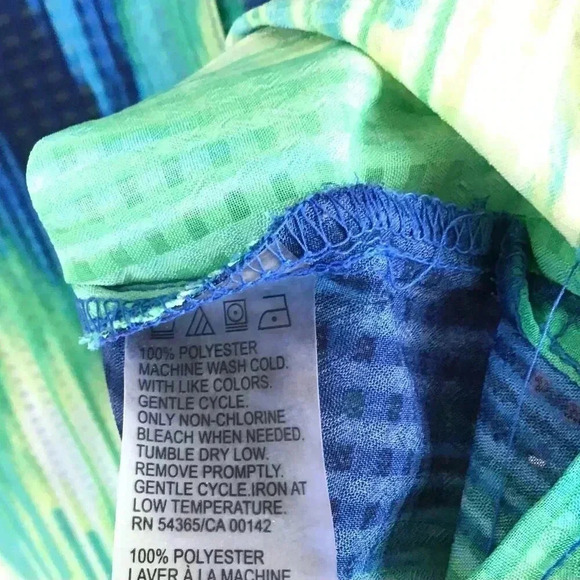 100% POLYESTER
MACHINE WASH COLD.
WITH LIKE COLORS.
GENTLE CYCLE.
ONLY NON-CHLORINE
BLEACH WHEN NEEDED.
TUMBLE DRY LOW.
REMOVE PROMPTLY.
GENTLE CYCLE.IRON AT
LOW TEMPERATURE.
RN 54365/CA 00142
100% POLYESTER
LAVER À LA MACHINE